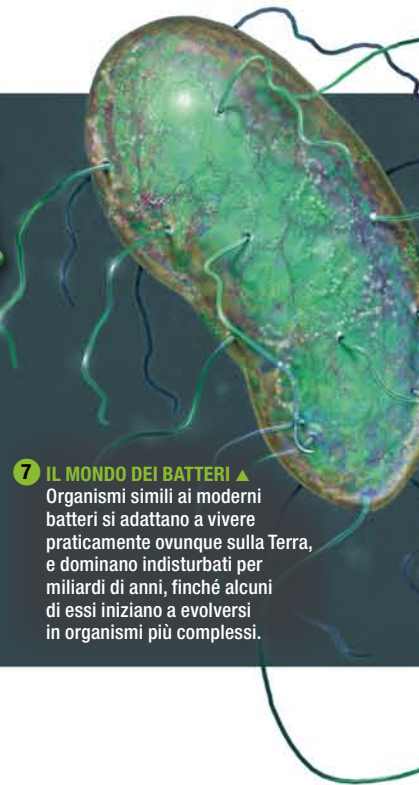 7 IL MONDO DEI BATTERI ▲
Organismi simili ai moderni
batteri si adattano a vivere
praticamente ovunque sulla Terra,
e dominano indisturbati per
miliardi di anni, finché alcuni
di essi iniziano a evolversi
in organismi più complessi.